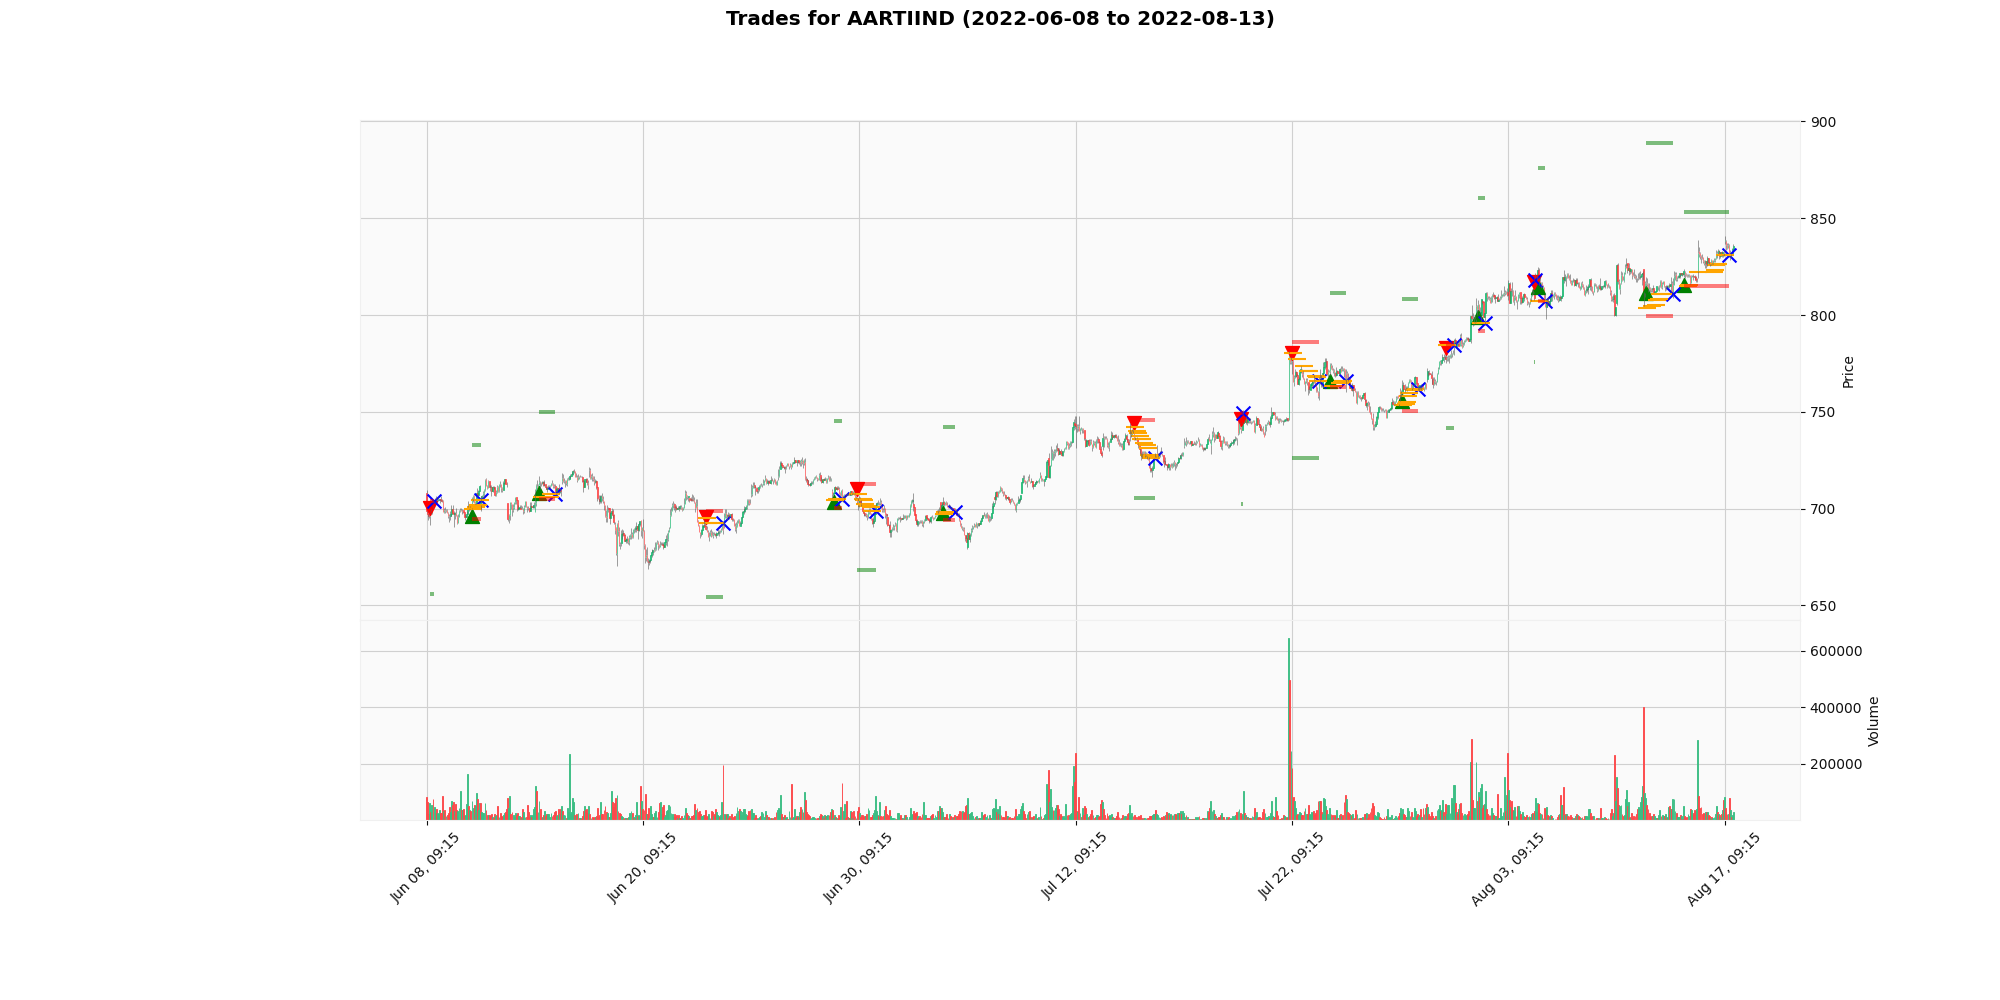 Trades for AARTIIND (2022-06-08 to 2022-08-13)
900
850
800
750
700
650
Price
600000
400000
200000
Volume
Jun 08, 09:15
Jun 20, 09:15
Jun 30, 09:15
Jul 12, 09:15
Jul 22, 09:15
Aug 03, 09:15
Aug 17, 09:15